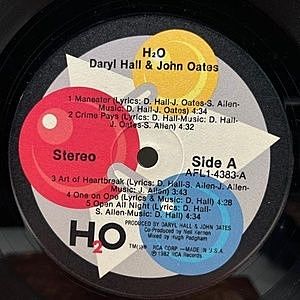 H₂O
Daryl Hall & John Oates
1 Maneater (Lyrics: D. Hall-J. Oates-S. Allen-
Music: D. Hall-J. Oates) 4:30
2 Crime Pays (Lyrics: D. Hall-Music: D. Hall-
J. Oates-S. Allen) 4:32
Stereo
Side A
AFL1-4383-A
3 Art of Heartbreak (Lyrics: D. Hall-S. Allen-J. Allen-
Music: J. Allen) 3:43
4 One on One (Lyrics & Music: D. Hall) 4:28
5 Open All Night (Lyrics: D. Hall-
S. Allen-Music: D. Hall) 4:34
PRODUCED BY DARYL HALL & JOHN OATES
Co-Produced by Neil Kernon
Mixed by Hugh Padgham
H₂O
RCA CORP.—MADE IN U.S.A.
℗ 1982 RCA Records